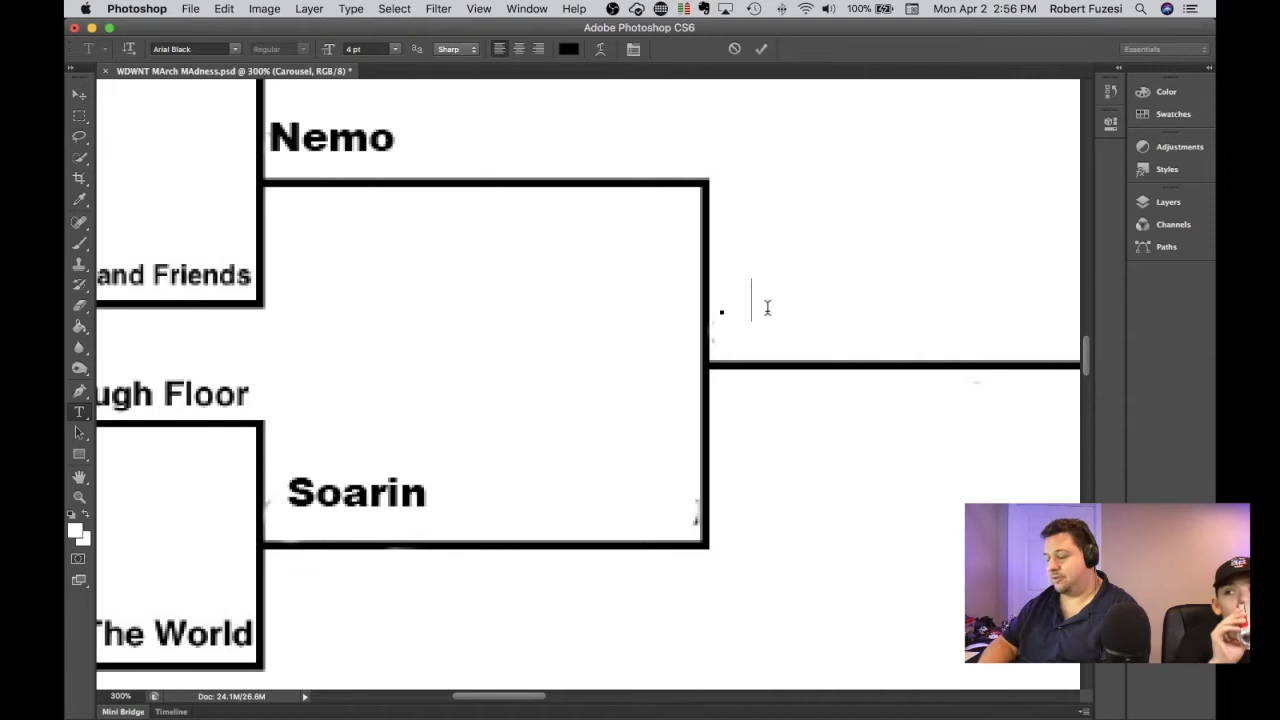 Photoshop File Edit Image Layer Type Select Filter View Window Help 100% Mon Apr 2 2:56 PM Robert Fuzesi
Adobe Photoshop CS6
T Arial Black Regular 4 pt Sharp Essentials
WDWNT MArch MAdness.psd @ 300% (Carousel, RGB/8) *
Color
Swatches
Nemo
Adjustments
Styles
Layers
Channels
Paths
and Friends
.
ugh Floor
Soarin
The World
300% Doc: 24.1M/26.6M
Mini Bridge Timeline